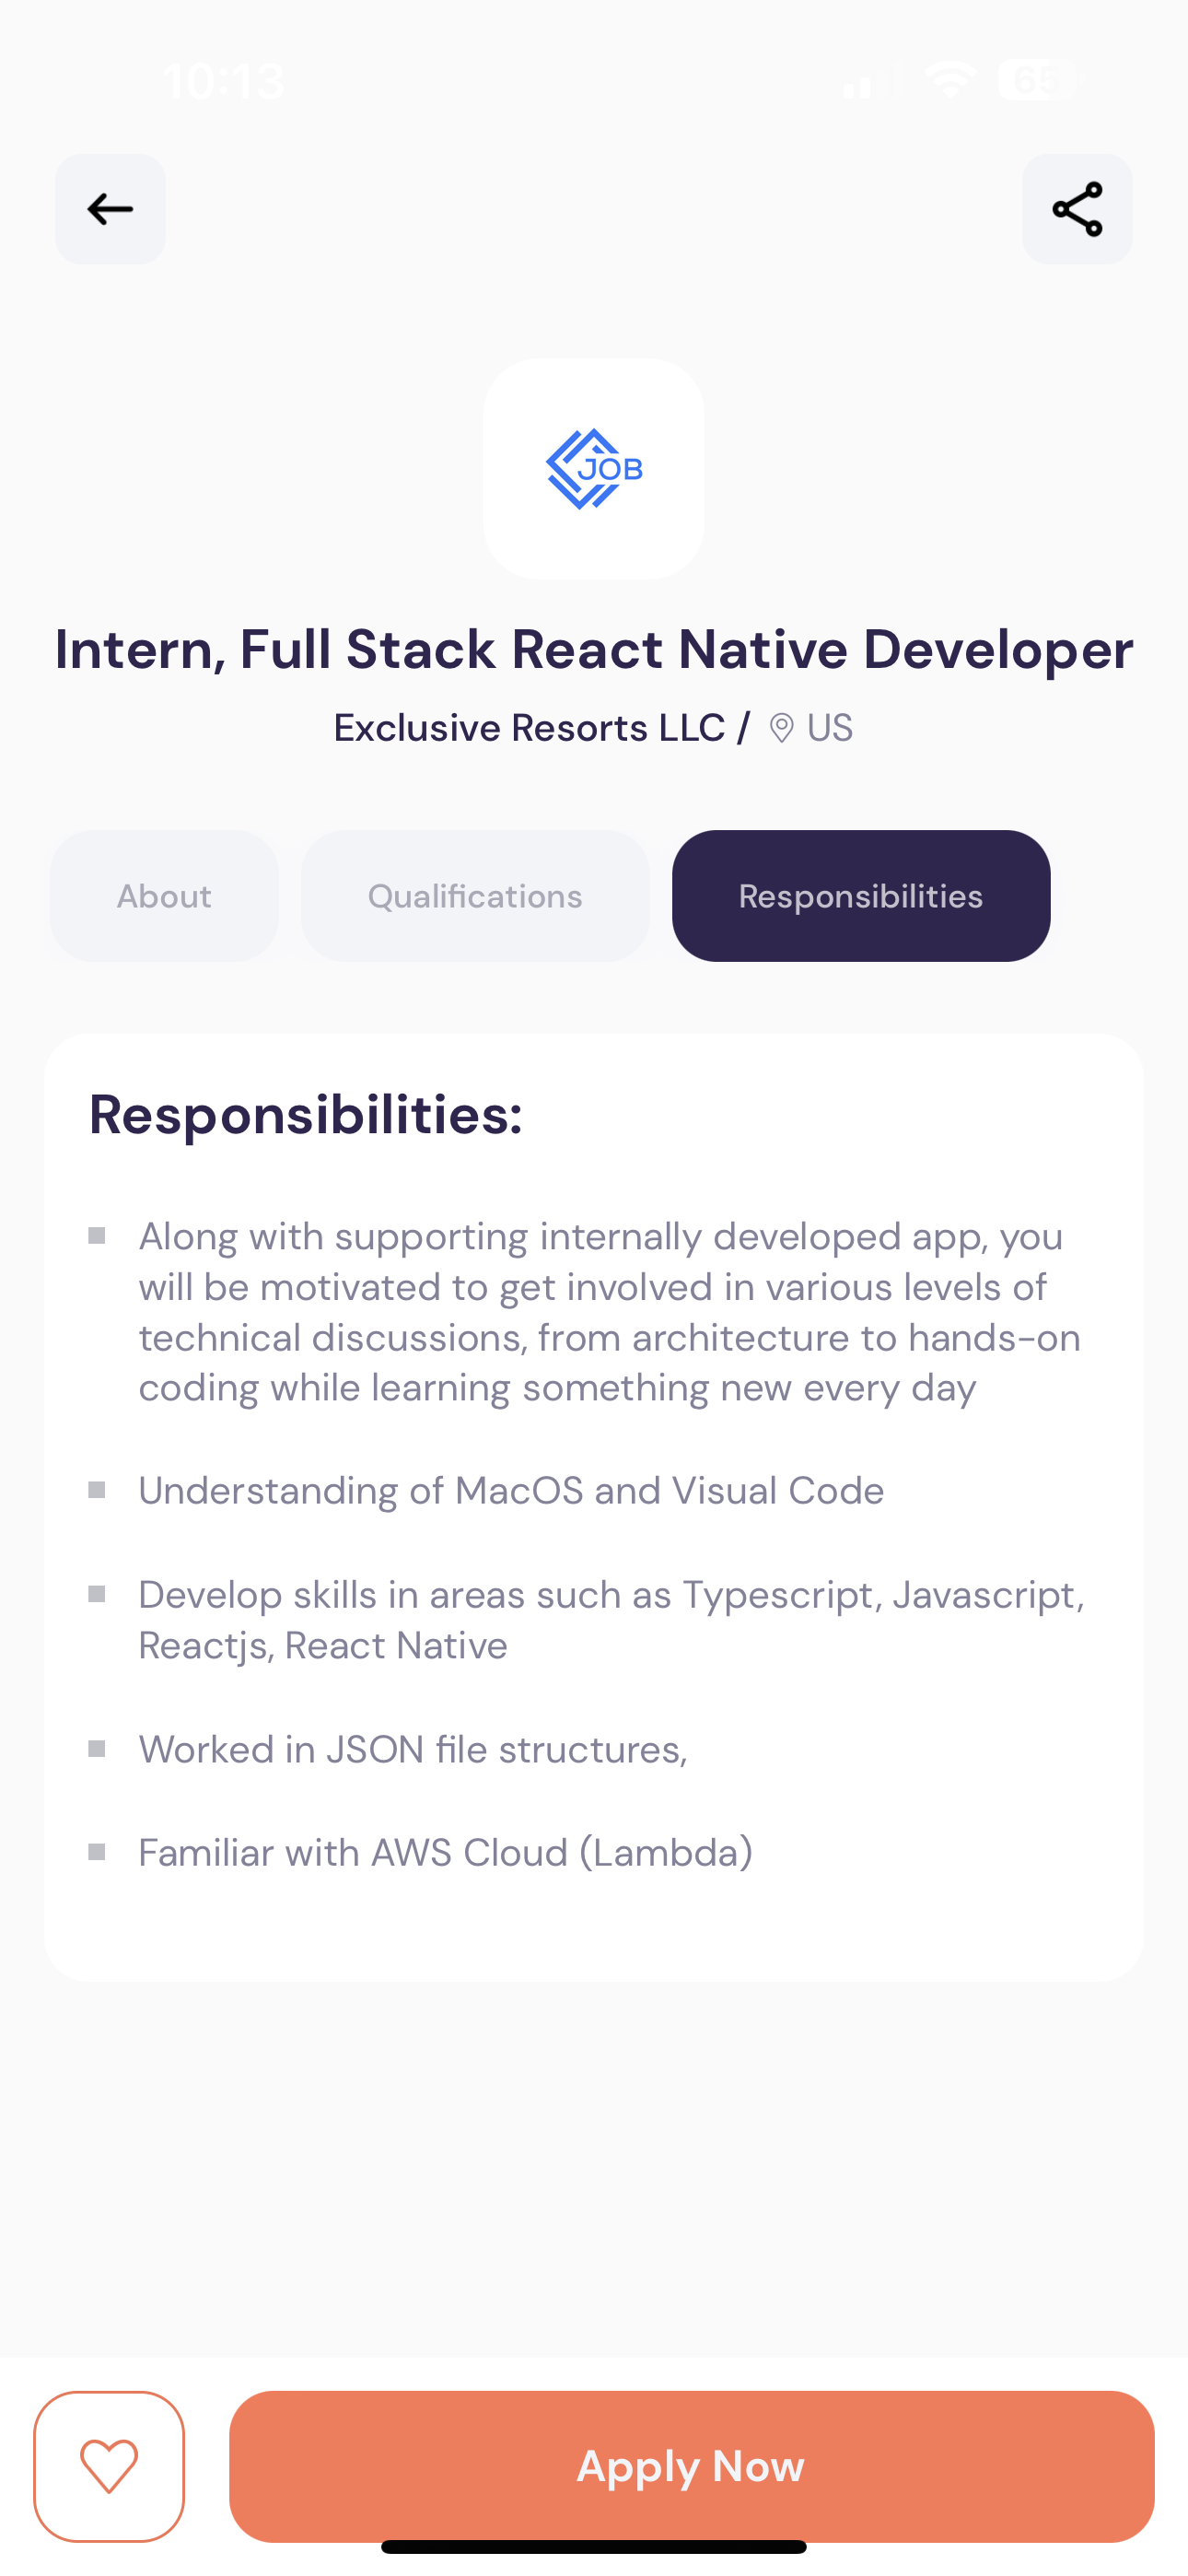 10:13
65
JOB
Intern, Full Stack React Native Developer
Exclusive Resorts LLC / US
About
Qualifications
Responsibilities
Responsibilities:
Along with supporting internally developed app, you
will be motivated to get involved in various levels of
technical discussions, from architecture to hands-on
coding while learning something new every day
Understanding of MacOS and Visual Code
Develop skills in areas such as Typescript, Javascript,
Reactjs, React Native
Worked in JSON file structures,
Familiar with AWS Cloud (Lambda)
Apply Now